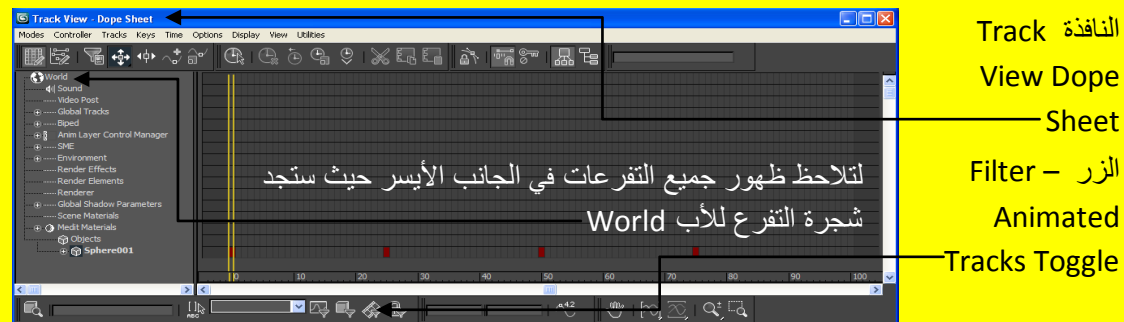 Track View - Dope Sheet
Modes Controller Tracks Keys Time Options Display View Utilities
World
Sound
Video Post
Global Tracks
Biped
Anim Layer Control Manager
SME
Environment
Render Effects
Render Elements
Renderer
Global Shadow Parameters
Scene Materials
Medit Materials
Objects
Sphere001
لتلاحظ ظهور جميع التفرعات في الجانب الأيسر حيث ستجد
شجرة التفرع للأب World
0 10 20 30 40 50 60 70 80 90 100
ABC
النافذة Track
View Dope
Sheet
الزر Filter –
Animated
Tracks Toggle